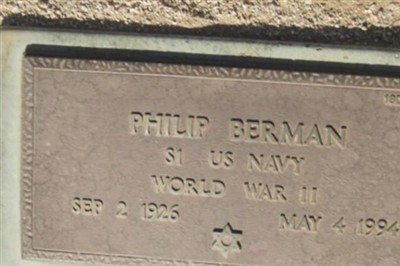 PHILIP BERMAN
S1 US NAVY
WORLD WAR II
SEP 2 1926 MAY 4 1994